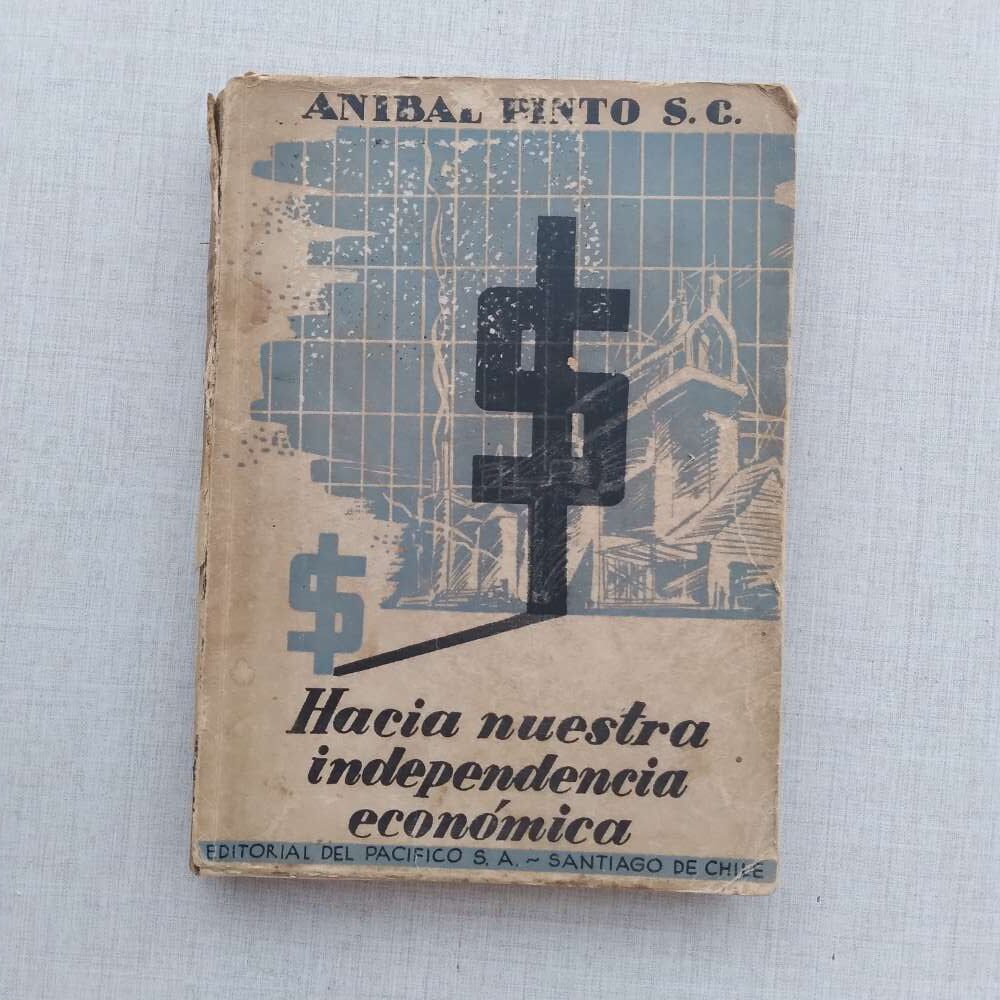 ANIBAL PINTO S. C.
Hacia nuestra
independencia
económica
EDITORIAL DEL PACIFICO S. A. ~ SANTIAGO DE CHILE